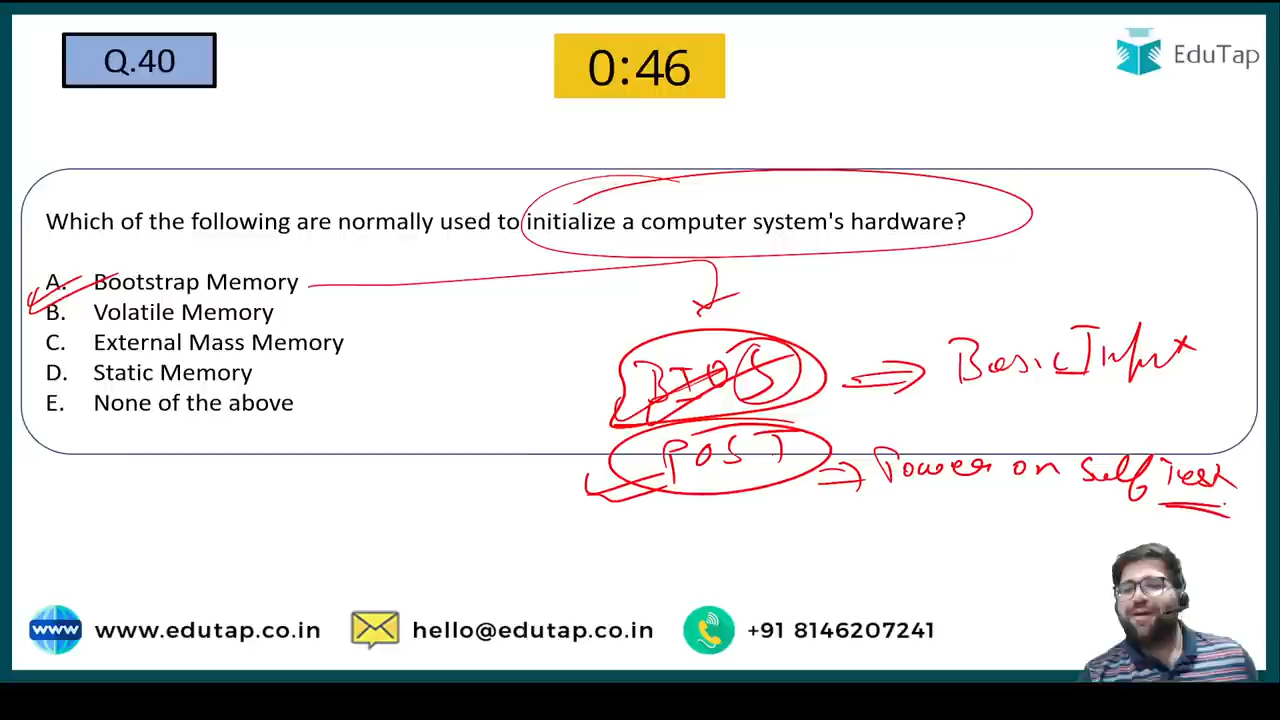 Q.40
0:46
EduTap
Which of the following are normally used to initialize a computer system's hardware?
A. Bootstrap Memory
B. Volatile Memory
C. External Mass Memory
D. Static Memory
E. None of the above
BIOS
Basic Input
POST
Power on Self Test
www
www.edutap.co.in
hello@edutap.co.in
+91 8146207241